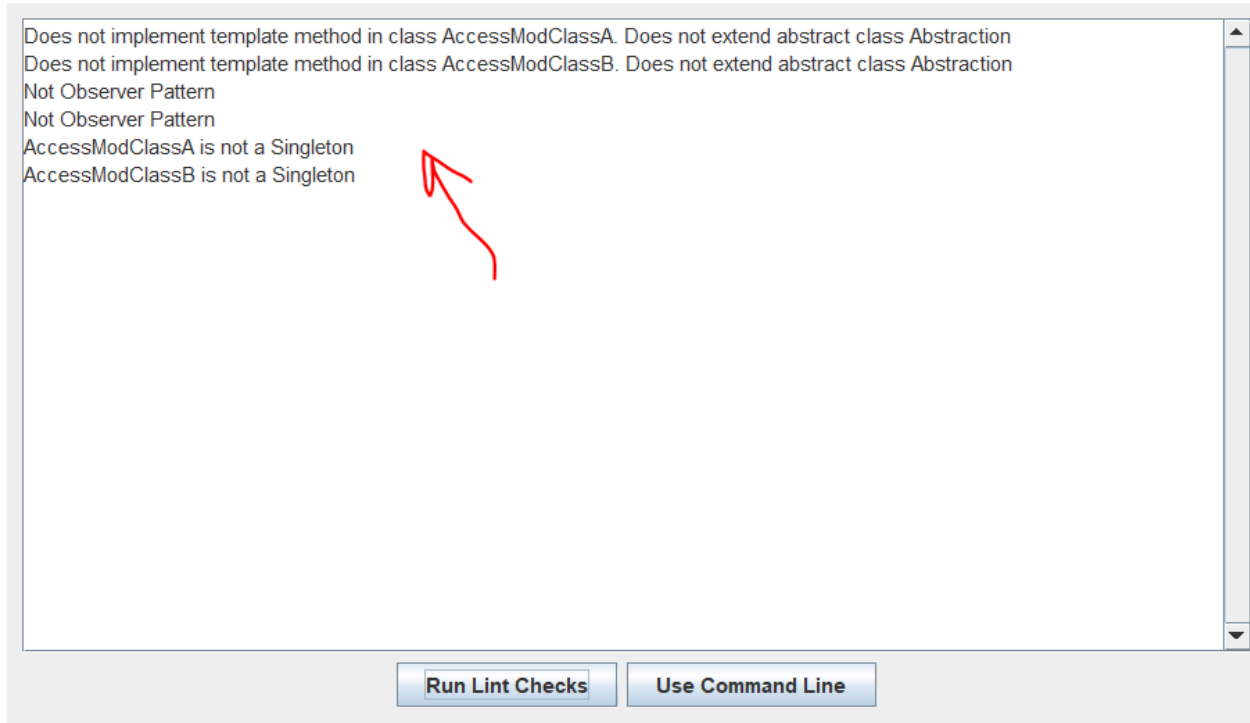 Does not implement template method in class AccessModClassA. Does not extend abstract class Abstraction
Does not implement template method in class AccessModClassB. Does not extend abstract class Abstraction
Not Observer Pattern
Not Observer Pattern
AccessModClassA is not a Singleton
AccessModClassB is not a Singleton
Run Lint Checks
Use Command Line